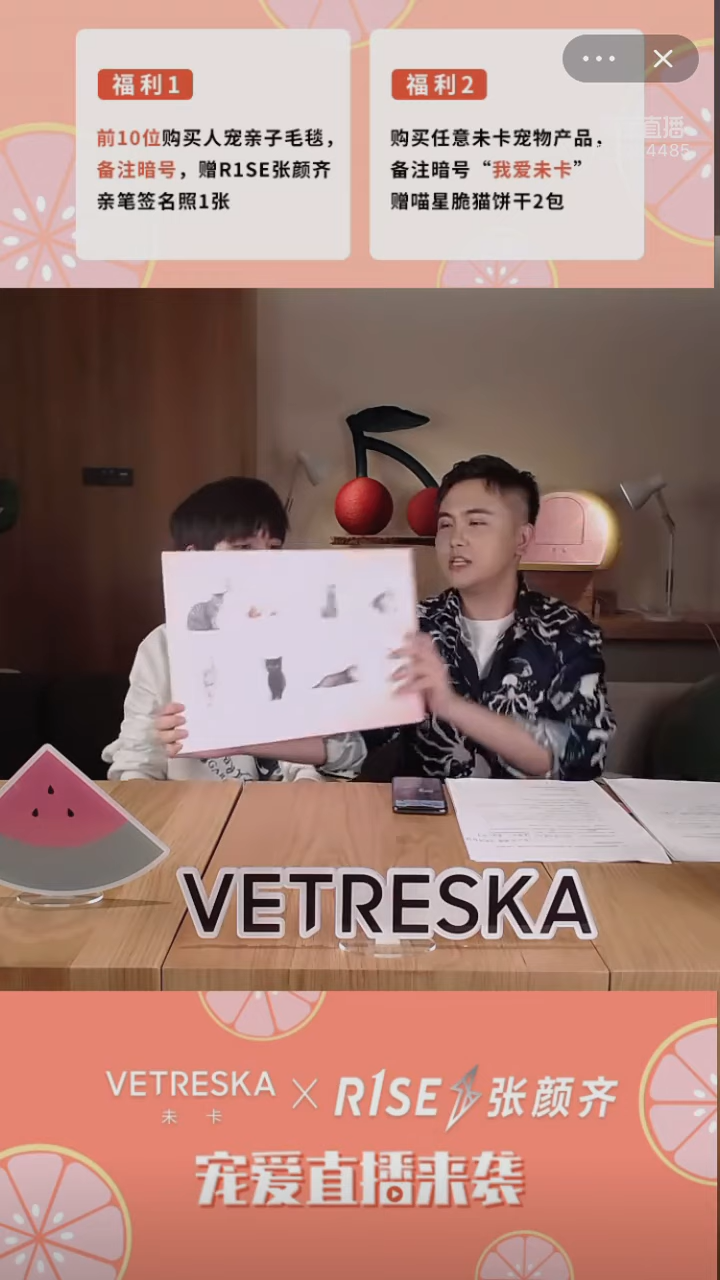 福利1
前10位购买人宠亲子毛毯，
备注暗号，赠R1SE张颜齐
亲笔签名照1张
福利2
购买任意未卡宠物产品，
备注暗号“我爱未卡”
赠喵星脆猫饼干2包
直播
4485
VETRESKA
VETRESKA
未卡
×
R1SE
张颜齐
宠爱直播来袭